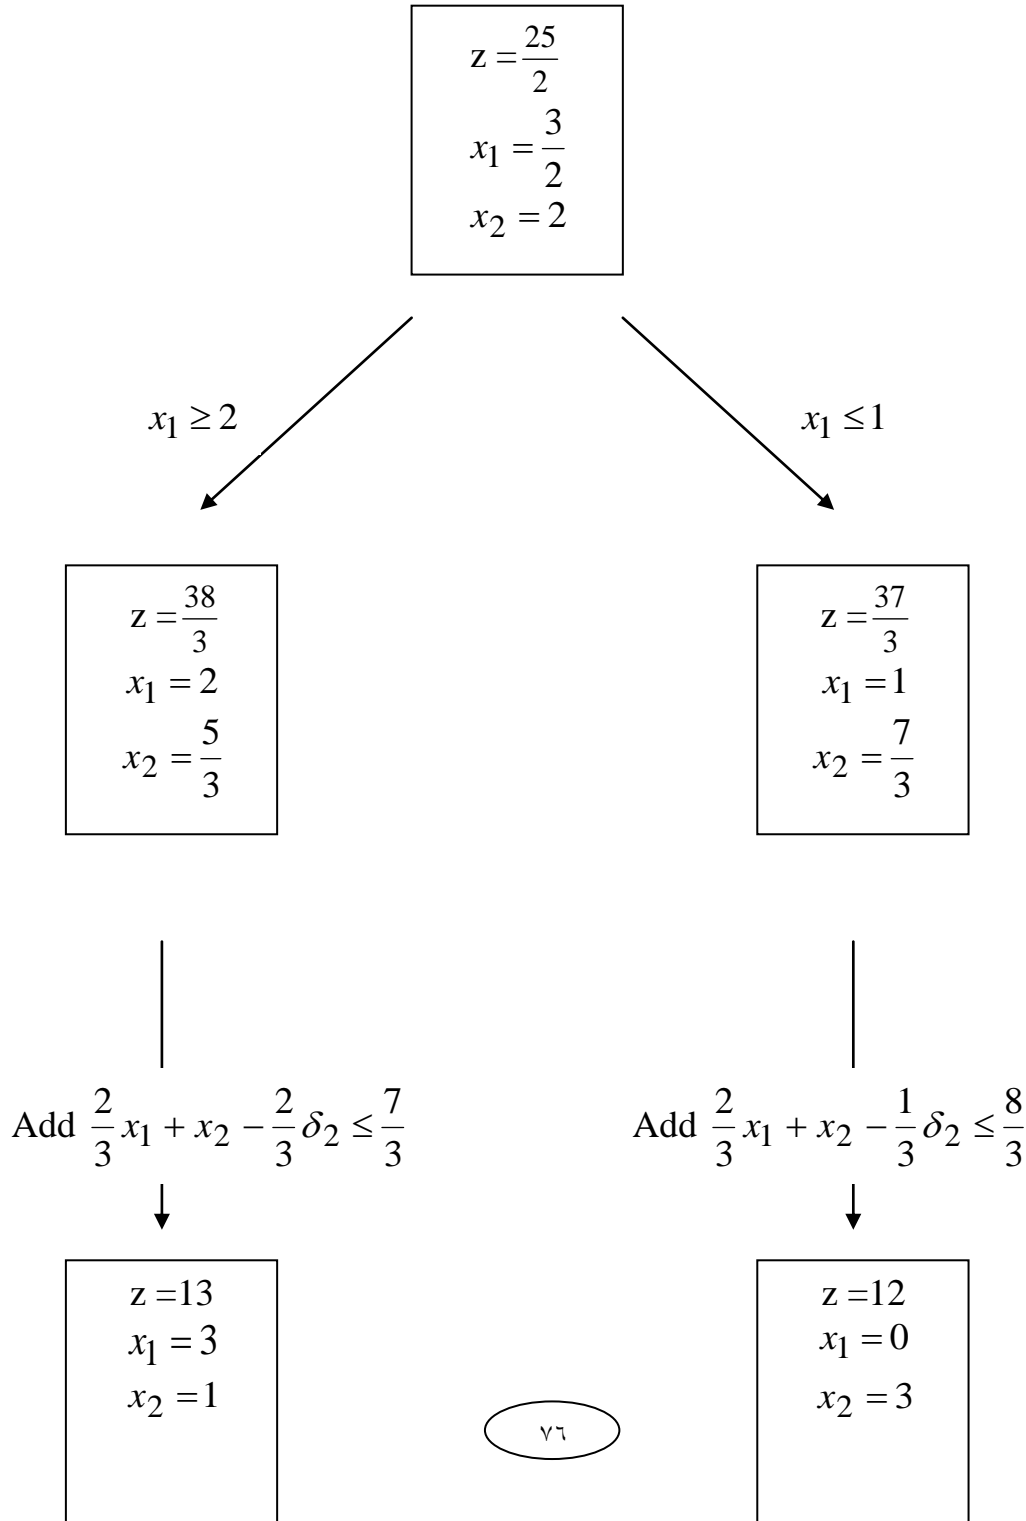 z = 25/2
x₁ = 3/2
x₂ = 2
x₁ ≥ 2
x₁ ≤ 1
z = 38/3
x₁ = 2
x₂ = 5/3
z = 37/3
x₁ = 1
x₂ = 7/3
Add 2/3 x₁ + x₂ − 2/3 δ₂ ≤ 7/3
Add 2/3 x₁ + x₂ − 1/3 δ₂ ≤ 8/3
z =13
x₁ = 3
x₂ =1
z =12
x₁ = 0
x₂ = 3
٧٦